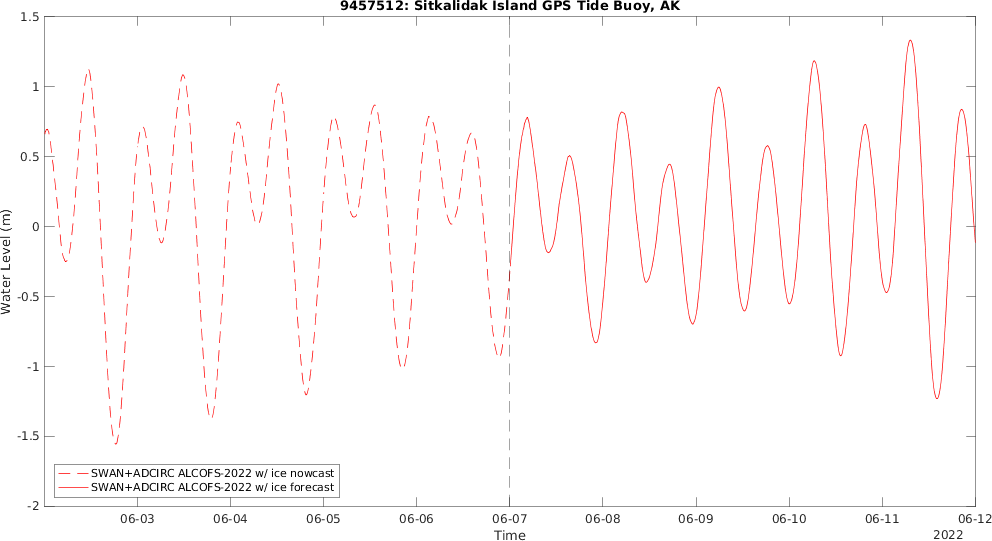 9457512: Sitkalidak Island GPS Tide Buoy, AK
1.5
1
0.5
0
-0.5
-1
-1.5
-2
Water Level (m)
SWAN+ADCIRC ALCOFS-2022 w/ ice nowcast
SWAN+ADCIRC ALCOFS-2022 w/ ice forecast
06-03 06-04 06-05 06-06 06-07 06-08 06-09 06-10 06-11 06-12
Time
2022